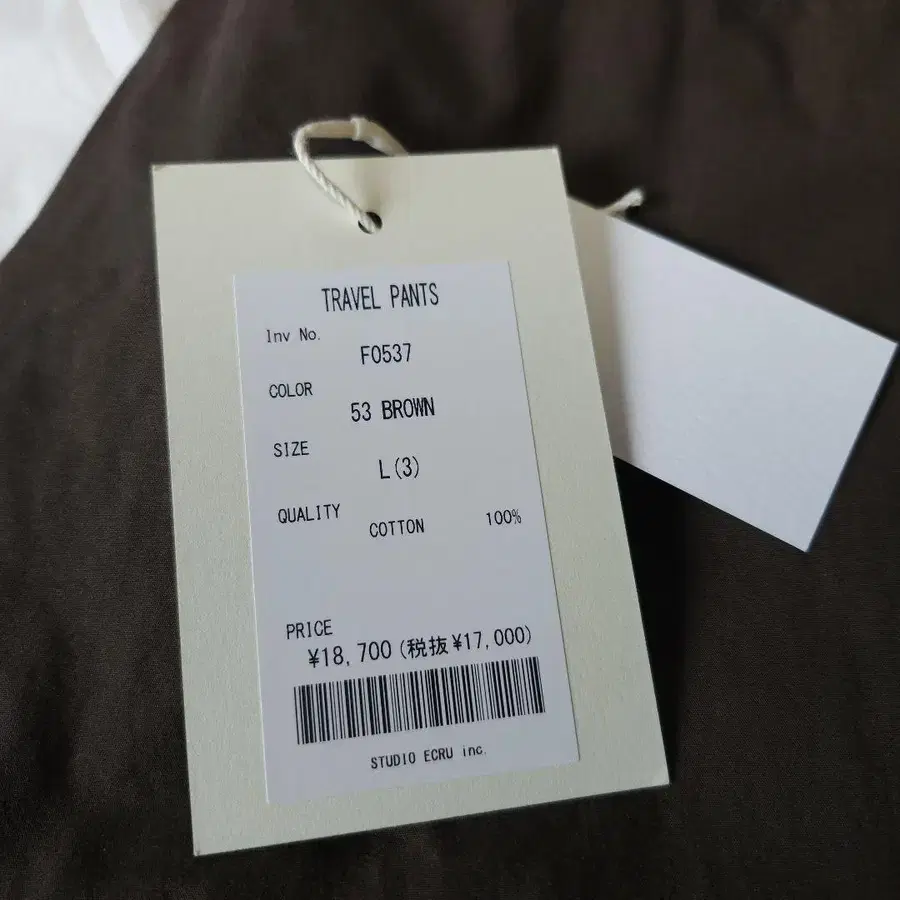 TRAVEL PANTS
Inv No.
F0537
COLOR
53 BROWN
SIZE
L(3)
QUALITY
COTTON 100%
PRICE
¥18,700(税抜¥17,000)
STUDIO ECRU inc.